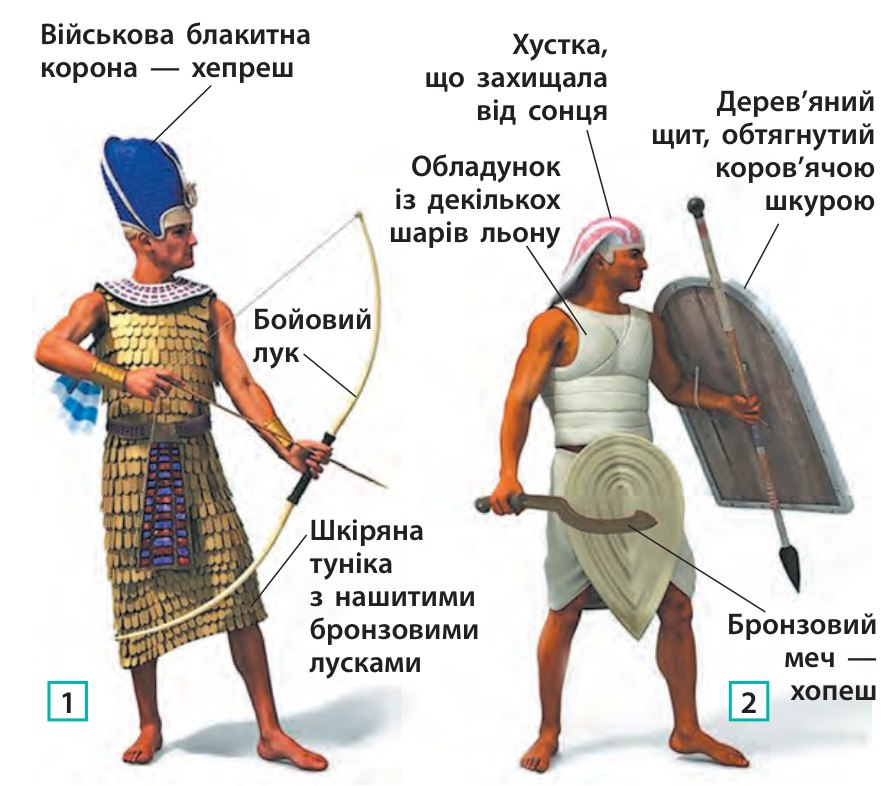 Військова блакитна
корона — хепреш
Хустка,
що захищала
від сонця
Дерев’яний
щит, обтягнутий
коров’ячою
шкурою
Обладунок
із декількох
шарів льону
Бойовий
лук
Шкіряна
туніка
з нашитими
бронзовими
лусками
Бронзовий
меч —
хопеш
1
2